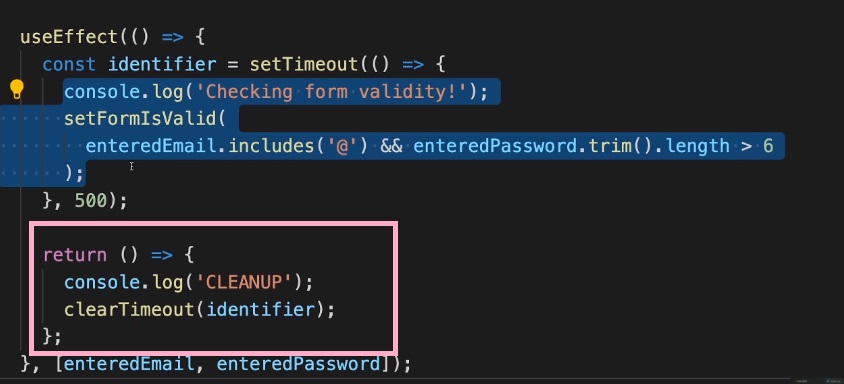 useEffect(() => {
const identifier = setTimeout(() => {
console.log('Checking form validity!');
setFormIsValid(
enteredEmail.includes('@') && enteredPassword.trim().length > 6
);
}, 500);
return () => {
console.log('CLEANUP');
clearTimeout(identifier);
};
}, [enteredEmail, enteredPassword]);